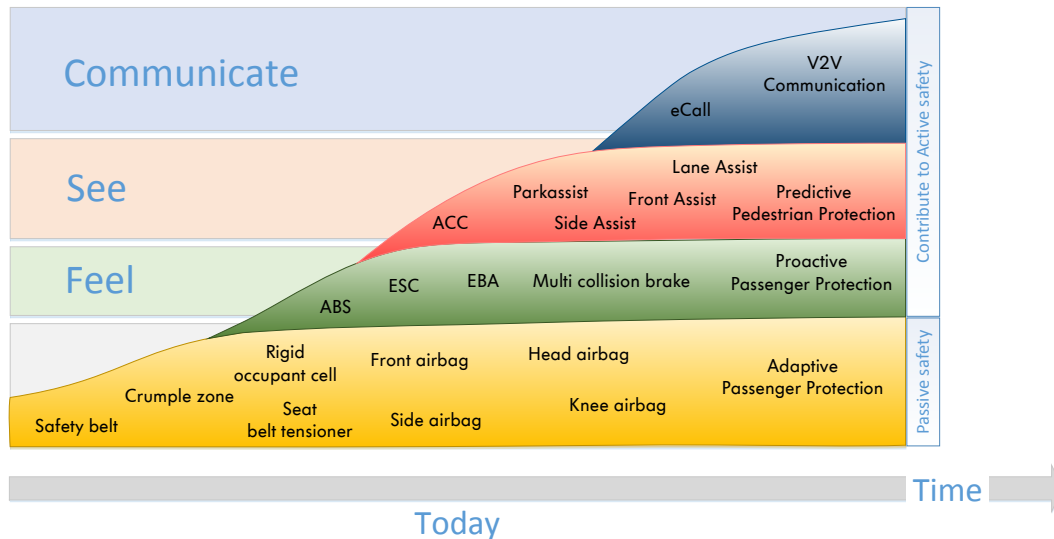 Communicate
V2V
Communication
eCall
See
Lane Assist
Parkassist
Front Assist
Predictive
Pedestrian Protection
ACC
Side Assist
Feel
Proactive
Passenger Protection
ESC
EBA
Multi collision brake
ABS
Contribute to Active safety
Rigid
occupant cell
Front airbag
Head airbag
Adaptive
Passenger Protection
Crumple zone
Safety belt
Seat
belt tensioner
Side airbag
Knee airbag
Passive safety
Time
Today